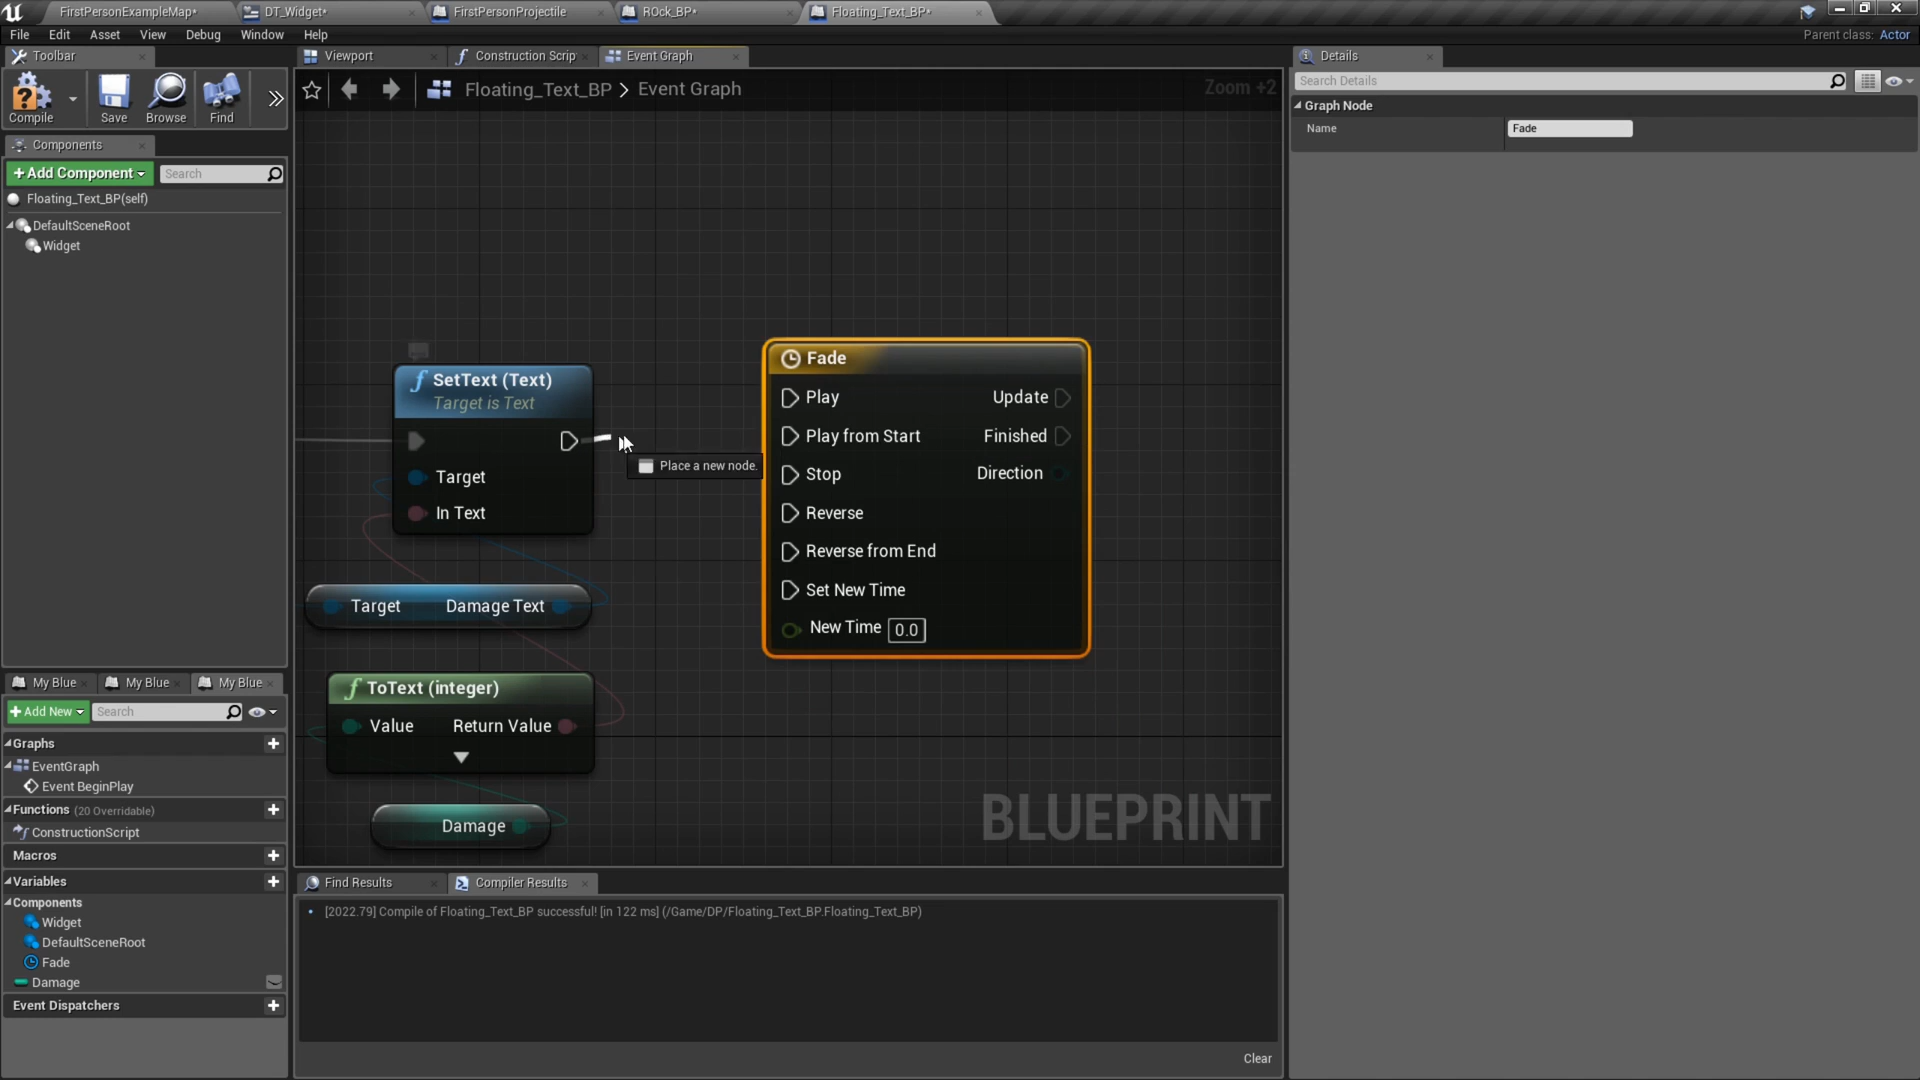 FirstPersonExampleMap*
DT_Widget*
FirstPersonProjectile
ROck_BP*
Floating_Text_BP*
File Edit Asset View Debug Window Help
Parent class: Actor
Toolbar
Viewport
Construction Scrip
Event Graph
Details
Compile
Save
Browse
Find
Floating_Text_BP > Event Graph
Zoom +2
Search Details
Graph Node
Name
Fade
Components
+Add Component
Search
Floating_Text_BP(self)
DefaultSceneRoot
Widget
SetText (Text)
Target is Text
Target
In Text
Place a new node.
Fade
Play
Update
Play from Start
Finished
Stop
Direction
Reverse
Reverse from End
Set New Time
New Time 0.0
Target
Damage Text
ToText (integer)
Value
Return Value
Damage
BLUEPRINT
My Blue
My Blue
My Blue
+Add New
Search
Graphs
EventGraph
Event BeginPlay
Functions (20 Overridable)
ConstructionScript
Macros
Variables
Components
Widget
DefaultSceneRoot
Fade
Damage
Event Dispatchers
Find Results
Compiler Results
[2022.79] Compile of Floating_Text_BP successful! [in 122 ms] (/Game/DP/Floating_Text_BP.Floating_Text_BP)
Clear